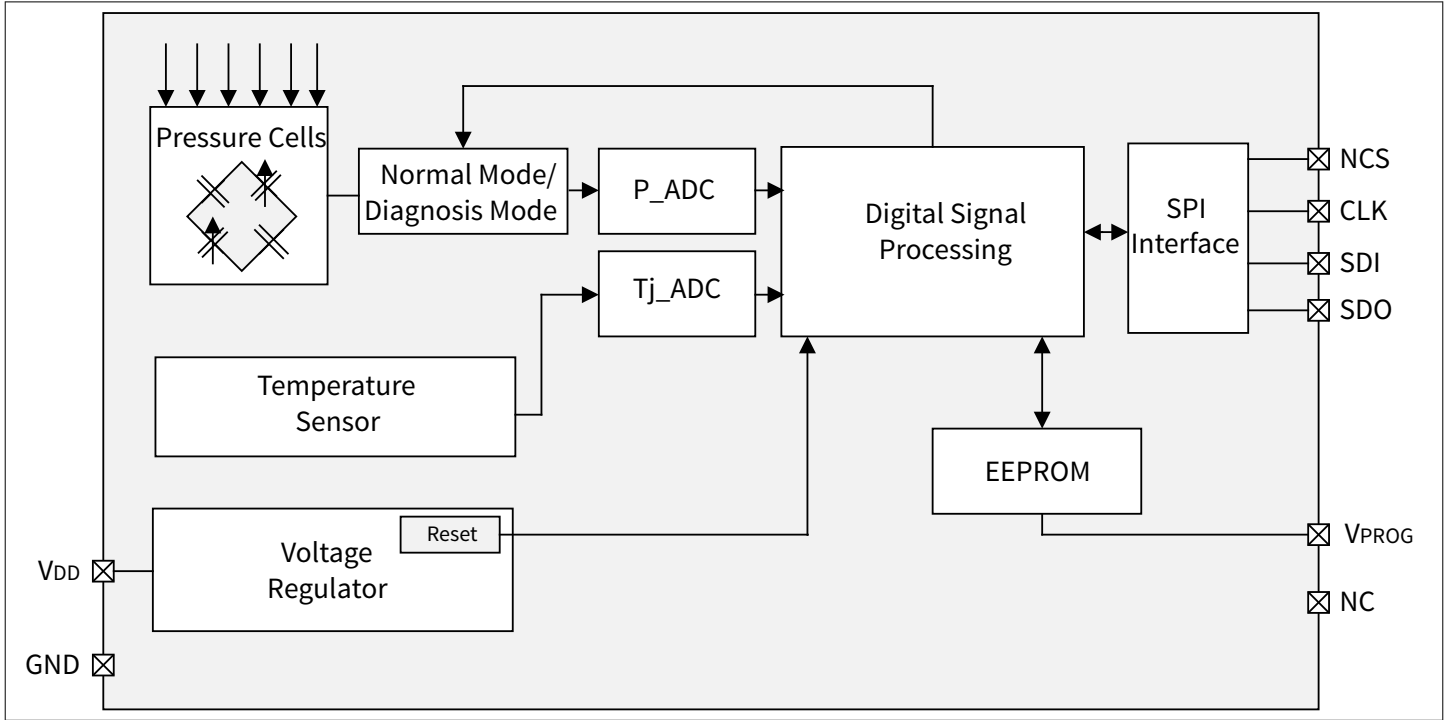 Pressure Cells
Normal Mode/
Diagnosis Mode
P_ADC
Tj_ADC
Digital Signal
Processing
SPI
Interface
NCS
CLK
SDI
SDO
Temperature
Sensor
EEPROM
Reset
Voltage
Regulator
VDD
GND
VPROG
NC